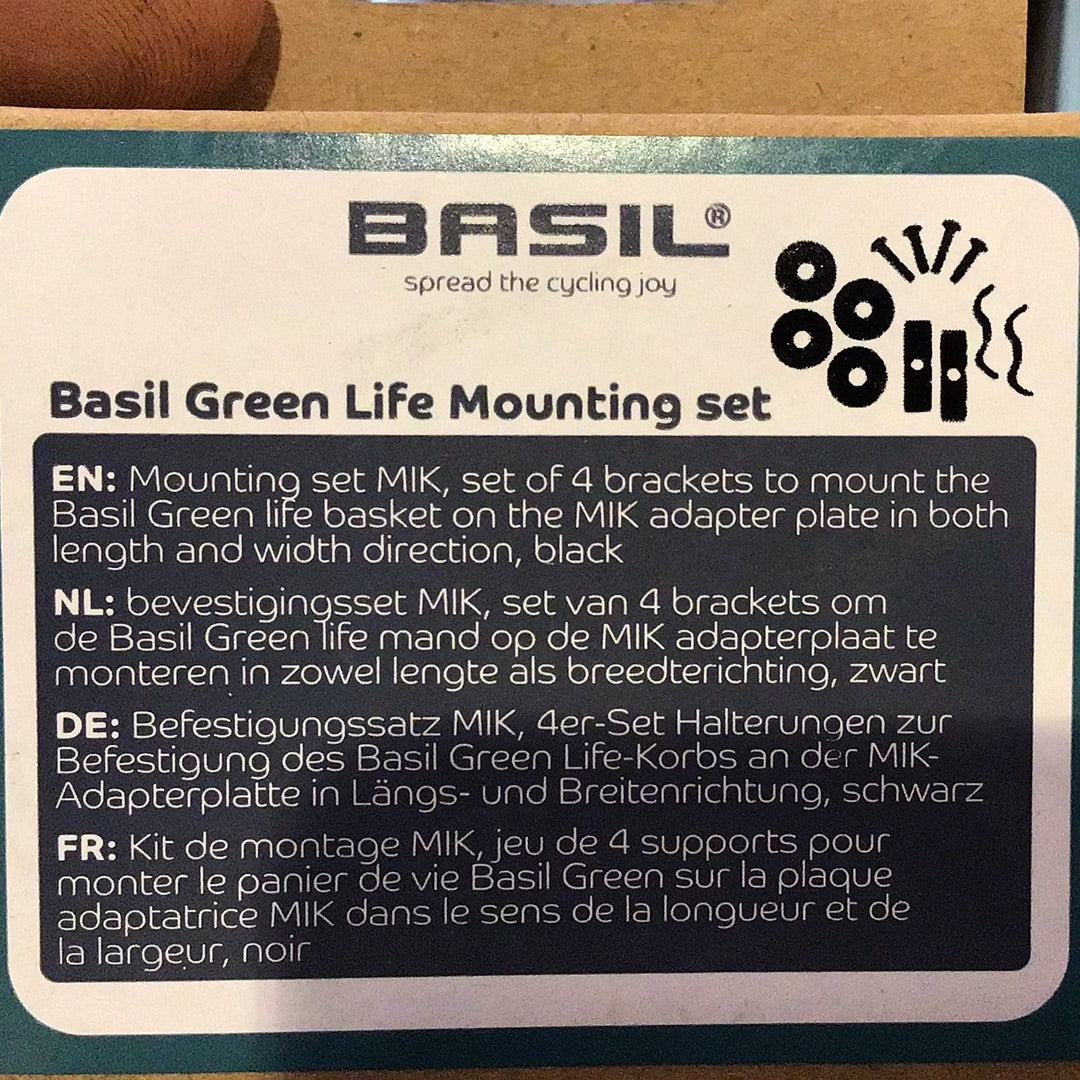 BASIL®
spread the cycling joy
Basil Green Life Mounting set
EN: Mounting set MIK, set of 4 brackets to mount the
Basil Green life basket on the MIK adapter plate in both
length and width direction, black
NL: bevestigingsset MIK, set van 4 brackets om
de Basil Green life mand op de MIK adapterplaat te
monteren in zowel lengte als breedterichting, zwart
DE: Befestigungssatz MIK, 4er-Set Halterungen zur
Befestigung des Basil Green Life-Korbs an der MIK-
Adapterplatte in Längs- und Breitenrichtung, schwarz
FR: Kit de montage MIK, jeu de 4 supports pour
monter le panier de vie Basil Green sur la plaque
adaptatrice MIK dans le sens de la longueur et de
la largeur, noir